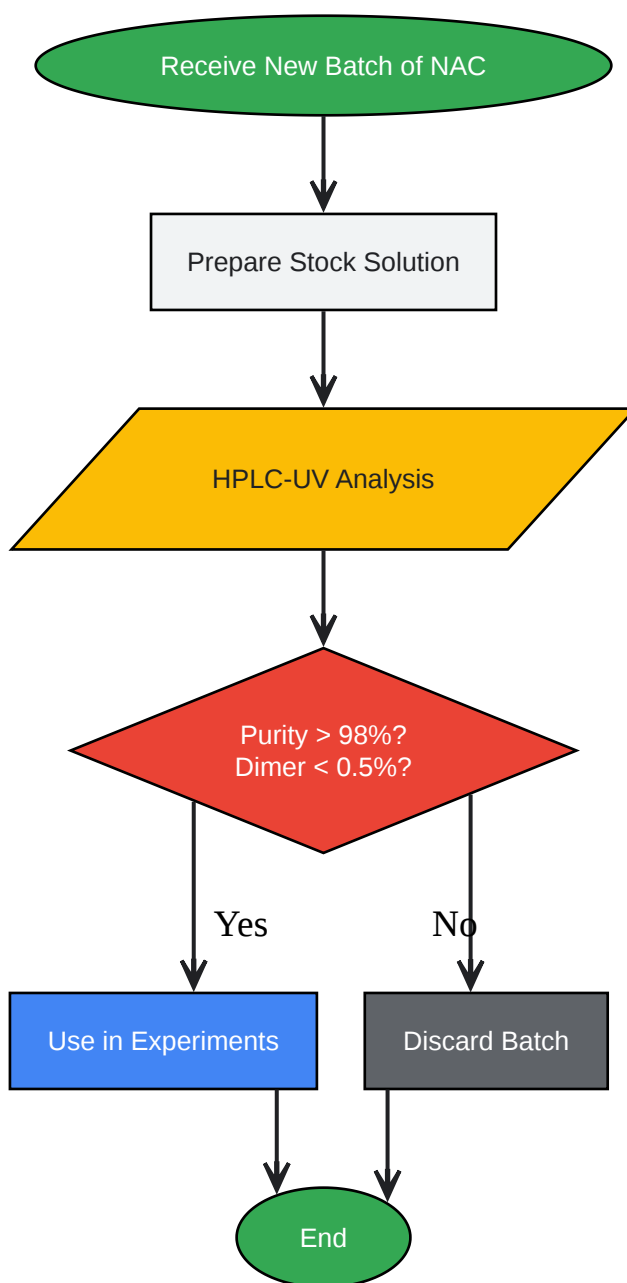 Receive New Batch of NAC
Prepare Stock Solution
HPLC-UV Analysis
Purity > 98%?
Dimer < 0.5%?
Yes
No
Use in Experiments
Discard Batch
End